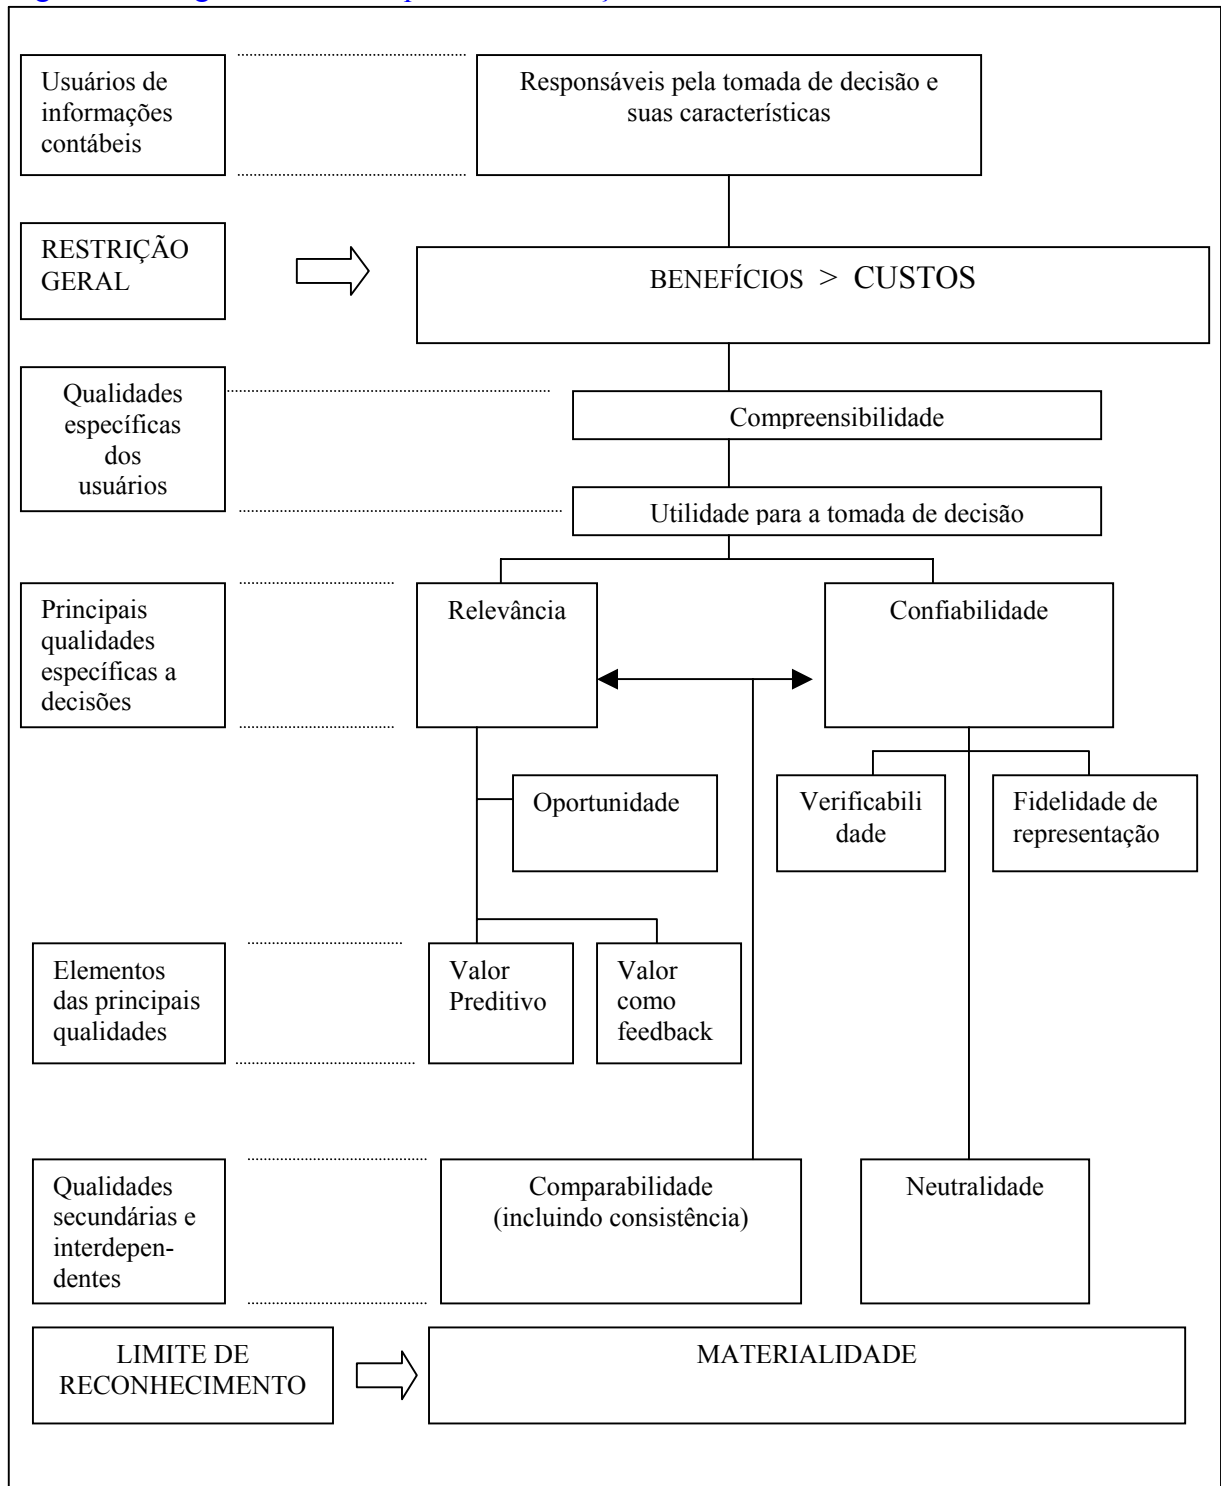 Usuários de
informações
contábeis
Responsáveis pela tomada de decisão e
suas características
RESTRIÇÃO
GERAL
BENEFÍCIOS > CUSTOS
Qualidades
específicas
dos
usuários
Compreensibilidade
Utilidade para a tomada de decisão
Principais
qualidades
específicas a
decisões
Relevância
Confiabilidade
Oportunidade
Verificabili
dade
Fidelidade de
representação
Elementos
das principais
qualidades
Valor
Preditivo
Valor
como
feedback
Qualidades
secundárias e
interdepen-
dentes
Comparabilidade
(incluindo consistência)
Neutralidade
LIMITE DE
RECONHECIMENTO
MATERIALIDADE